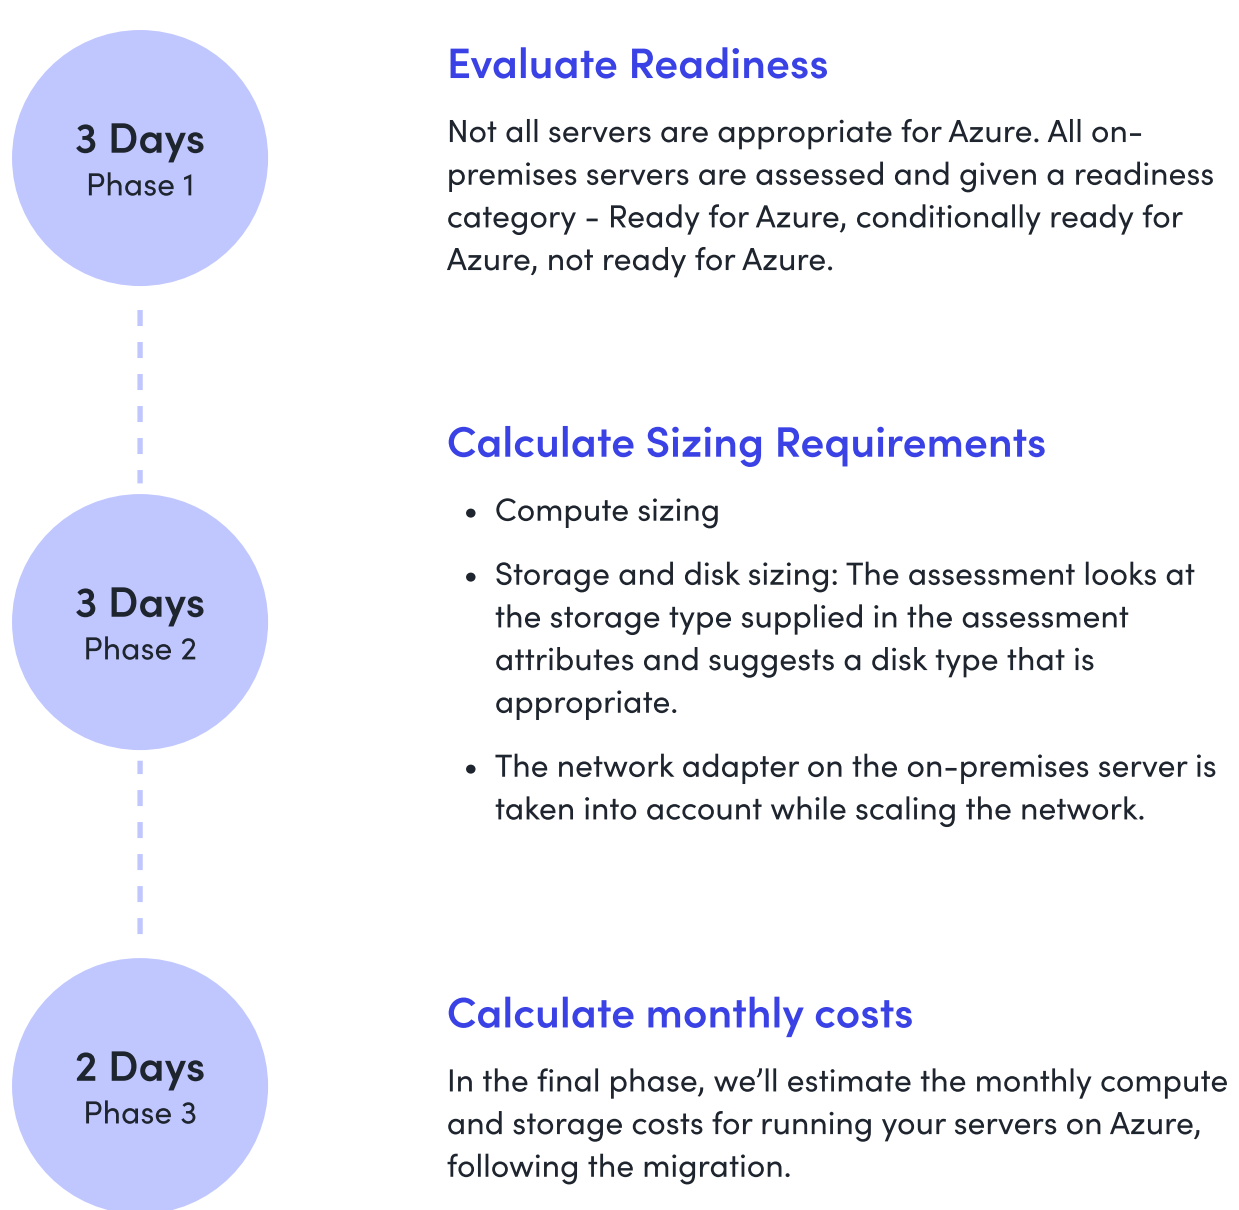 3 Days
Phase 1
Evaluate Readiness
Not all servers are appropriate for Azure. All on-
premises servers are assessed and given a readiness
category - Ready for Azure, conditionally ready for
Azure, not ready for Azure.
3 Days
Phase 2
Calculate Sizing Requirements
• Compute sizing
• Storage and disk sizing: The assessment looks at
the storage type supplied in the assessment
attributes and suggests a disk type that is
appropriate.
• The network adapter on the on-premises server is
taken into account while scaling the network.
2 Days
Phase 3
Calculate monthly costs
In the final phase, we’ll estimate the monthly compute
and storage costs for running your servers on Azure,
following the migration.